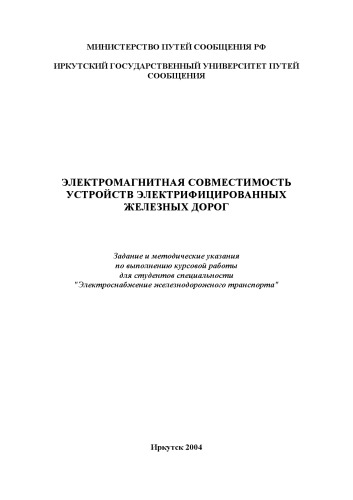 МИНИСТЕРСТВО ПУТЕЙ СООБЩЕНИЯ РФ
ИРКУТСКИЙ ГОСУДАРСТВЕННЫЙ УНИВЕРСИТЕТ ПУТЕЙ
СООБЩЕНИЯ
ЭЛЕКТРОМАГНИТНАЯ СОВМЕСТИМОСТЬ
УСТРОЙСТВ ЭЛЕКТРИФИЦИРОВАННЫХ
ЖЕЛЕЗНЫХ ДОРОГ
Задание и методические указания
по выполнению курсовой работы
для студентов специальности
"Электроснабжение железнодорожного транспорта"
Иркутск 2004